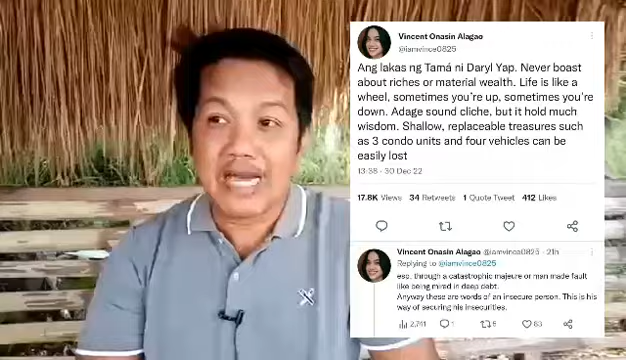 Vincent Onasin Alagao
@iamvince0825
Ang lakas ng Tamá ni Daryl Yap. Never boast
about riches or material wealth. Life is like a
wheel, sometimes you're up, sometimes you're
down. Adage sound cliche, but it hold much
wisdom. Shallow, replaceable treasures such
as 3 condo units and four vehicles can be
easily lost
13:38 · 30 Dec 22
17.8K Views 34 Retweets 1 Quote Tweet 412 Likes
Vincent Onasin Alagao @iamvince0825 · 21h
Replying to @iamvince0825
esp. through a catastrophic majeure or man made fault
like being mired in deep debt.
Anyway these are words of an insecure person. This is his
way of securing his insecurities.
2,741 1 5 83